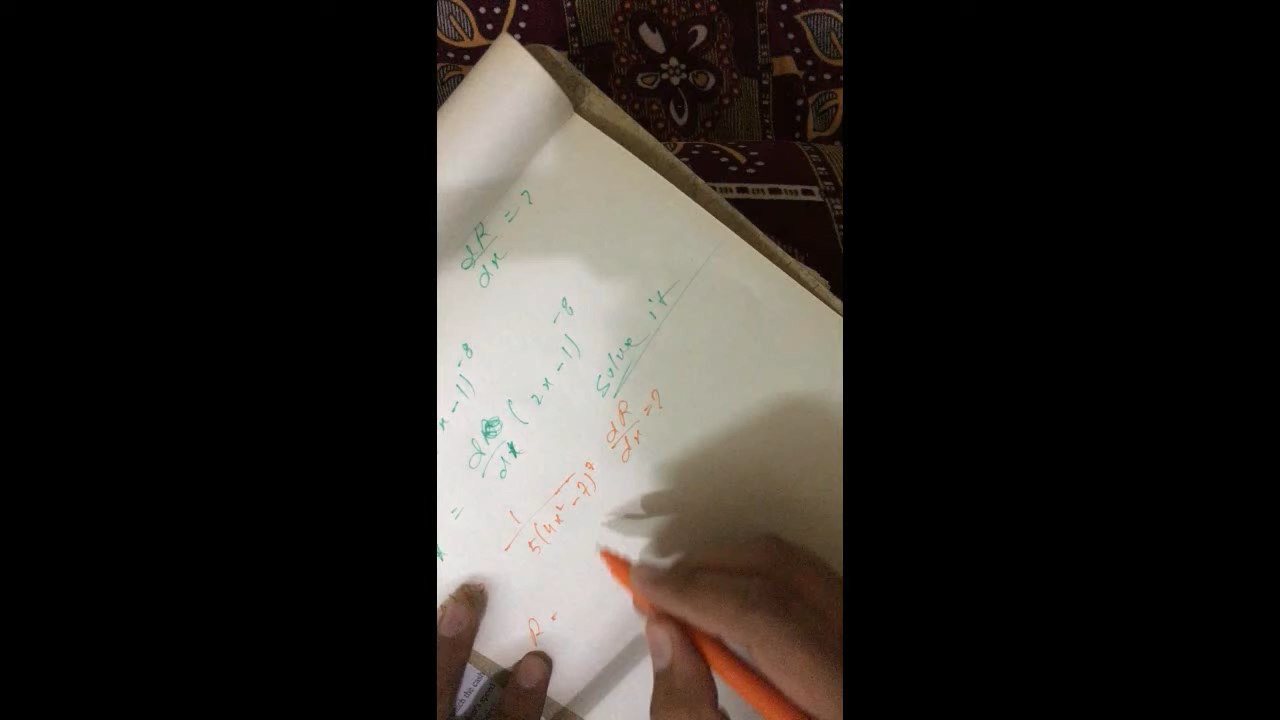 dR/dx = ?
x - 1)^-8
= d/dx (2x - 1)^-8
Solve it
1/5(4x² - 7)⁷ dR/dx = ?
R